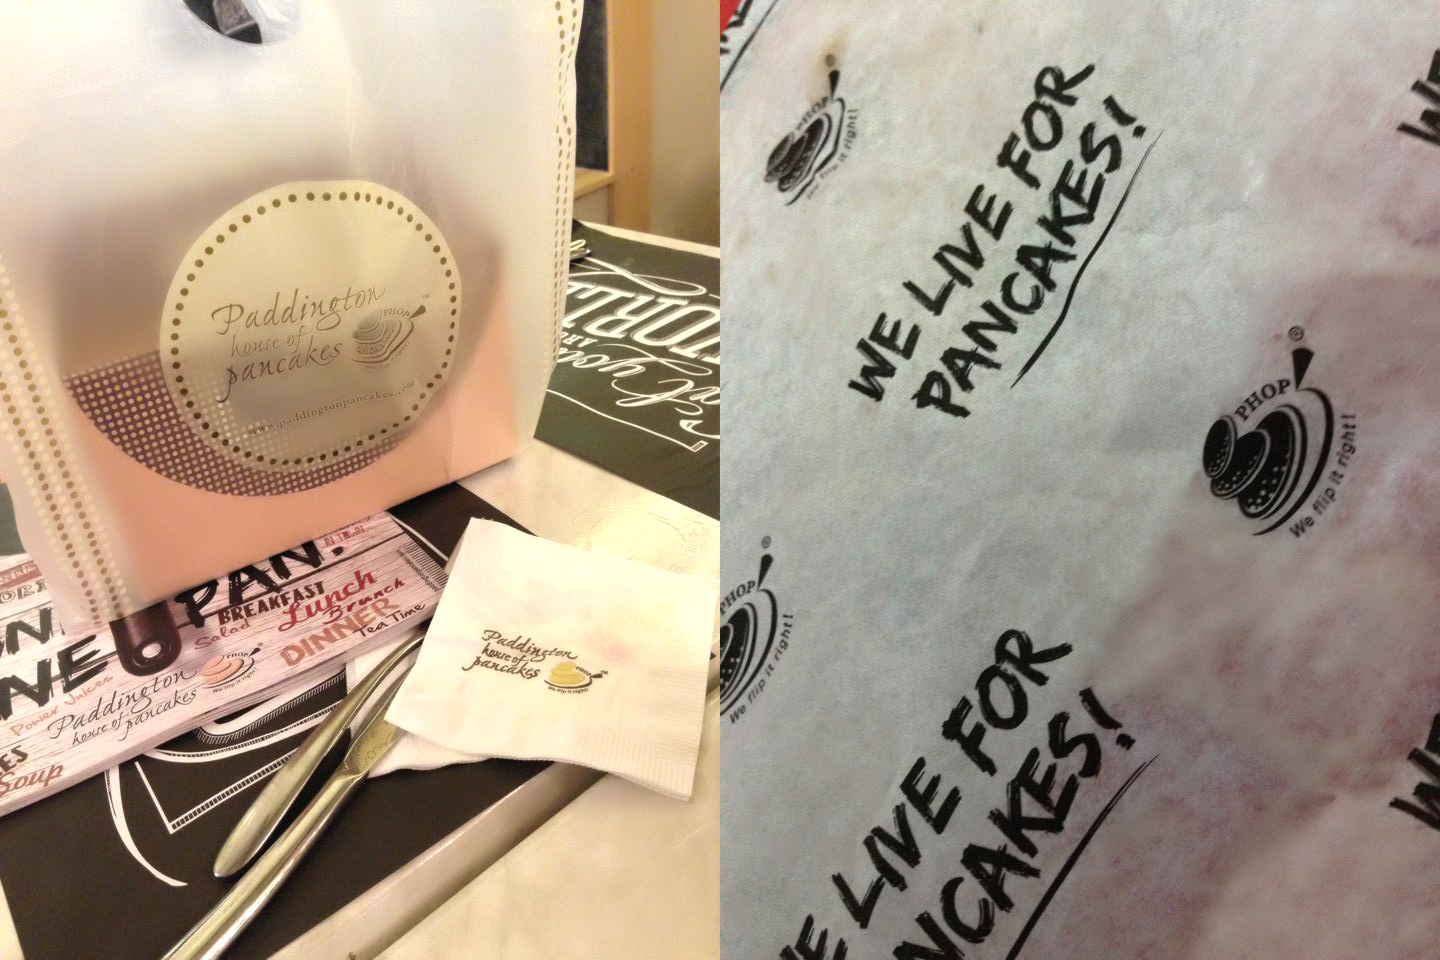 Paddington
house of
pancakes
PHOP
™
www.paddingtonpancakes.com
PAN.
BREAKFAST
Lunch
Salad
Brunch
DINNER
Tea Time
Power Juices
Paddington
house of pancakes
PHOP
We flip it right!
Soup
Paddington
house of
pancakes
We flip it right!
PHOP
®
We flip it right!
WE LIVE FOR
PANCAKES!
PHOP
®
We flip it right!
PHOP
®
We flip it right!
WE LIVE FOR
PANCAKES!